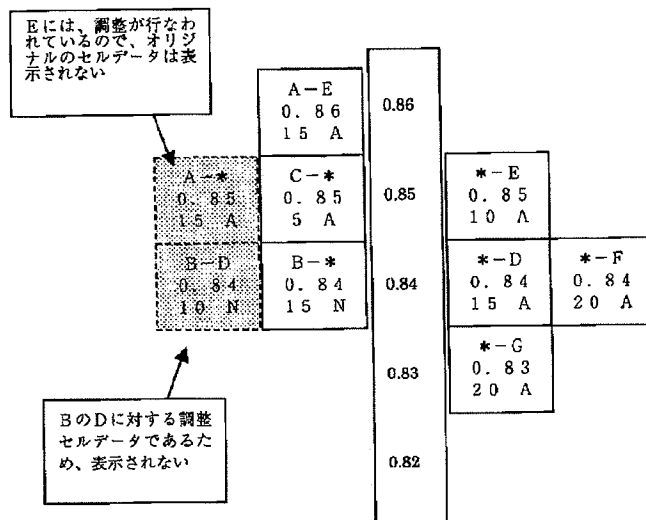 Eには、調整が行なわ
れているので、オリジ
ナルのセルデータは表
示されない
A-E
0.86
15 A
0.86
A-*
0.85
15 A
C-*
0.85
5 A
0.85
*-E
0.85
10 A
B-D
0.84
10 N
B-*
0.84
15 N
0.84
*-D
0.84
15 A
*-F
0.84
20 A
0.83
*-G
0.83
20 A
BのDに対する調整
セルデータであるた
め、表示されない
0.82